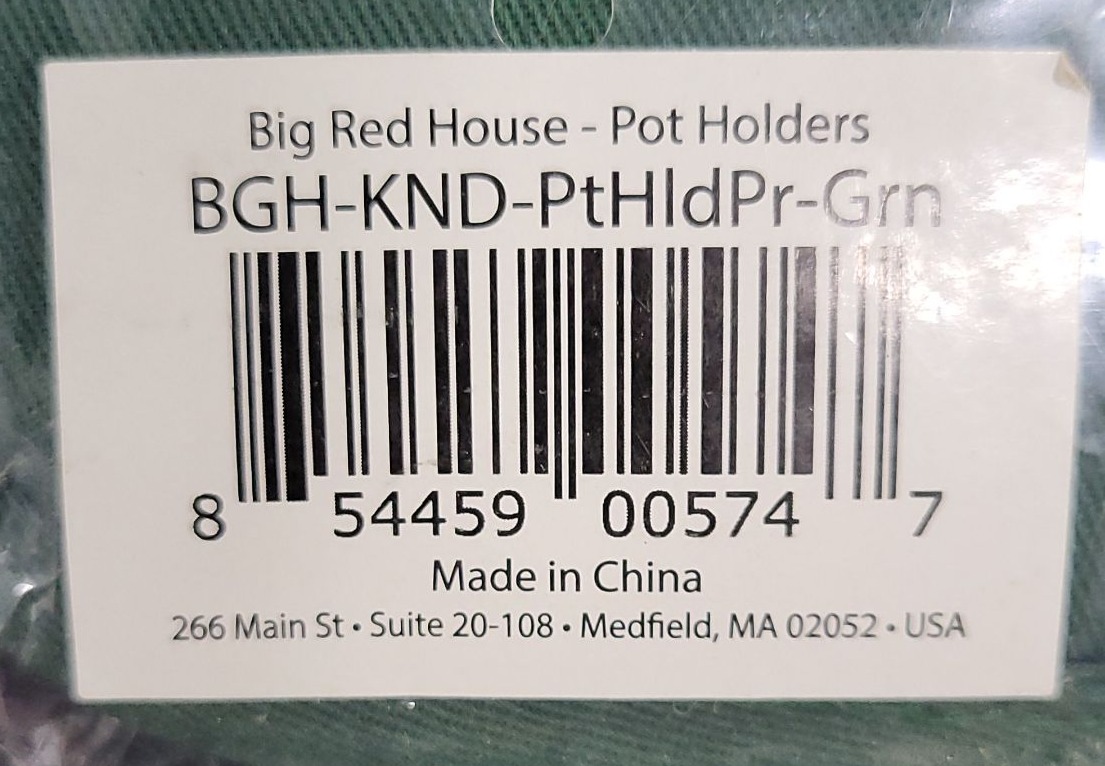 Big Red House - Pot Holders
BGH-KND-PtHldPr-Grn
8 54459 00574 7
Made in China
266 Main St • Suite 20-108 • Medfield, MA 02052 • USA